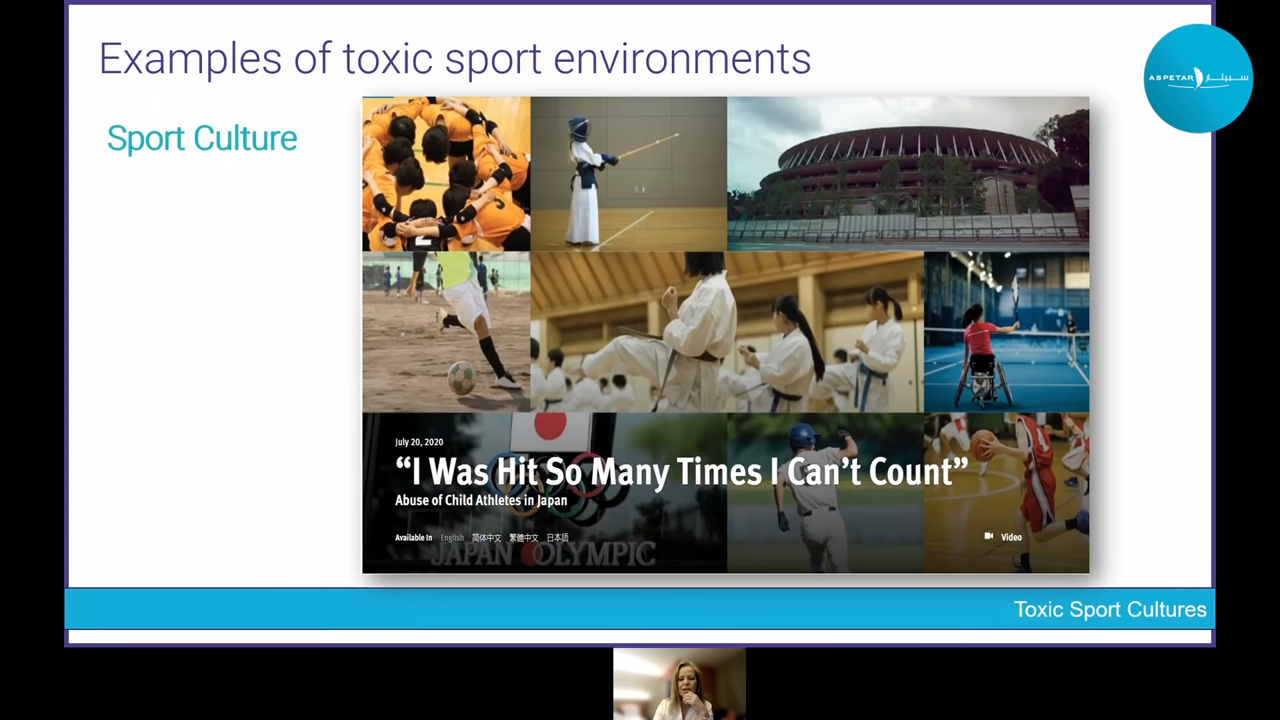 Examples of toxic sport environments
ASPETAR سبيتار
Sport Culture
July 20, 2020
“I Was Hit So Many Times I Can’t Count”
Abuse of Child Athletes in Japan
Available In English 简体中文 繁體中文 日本語
Video
JAPAN OLYMPIC
Toxic Sport Cultures